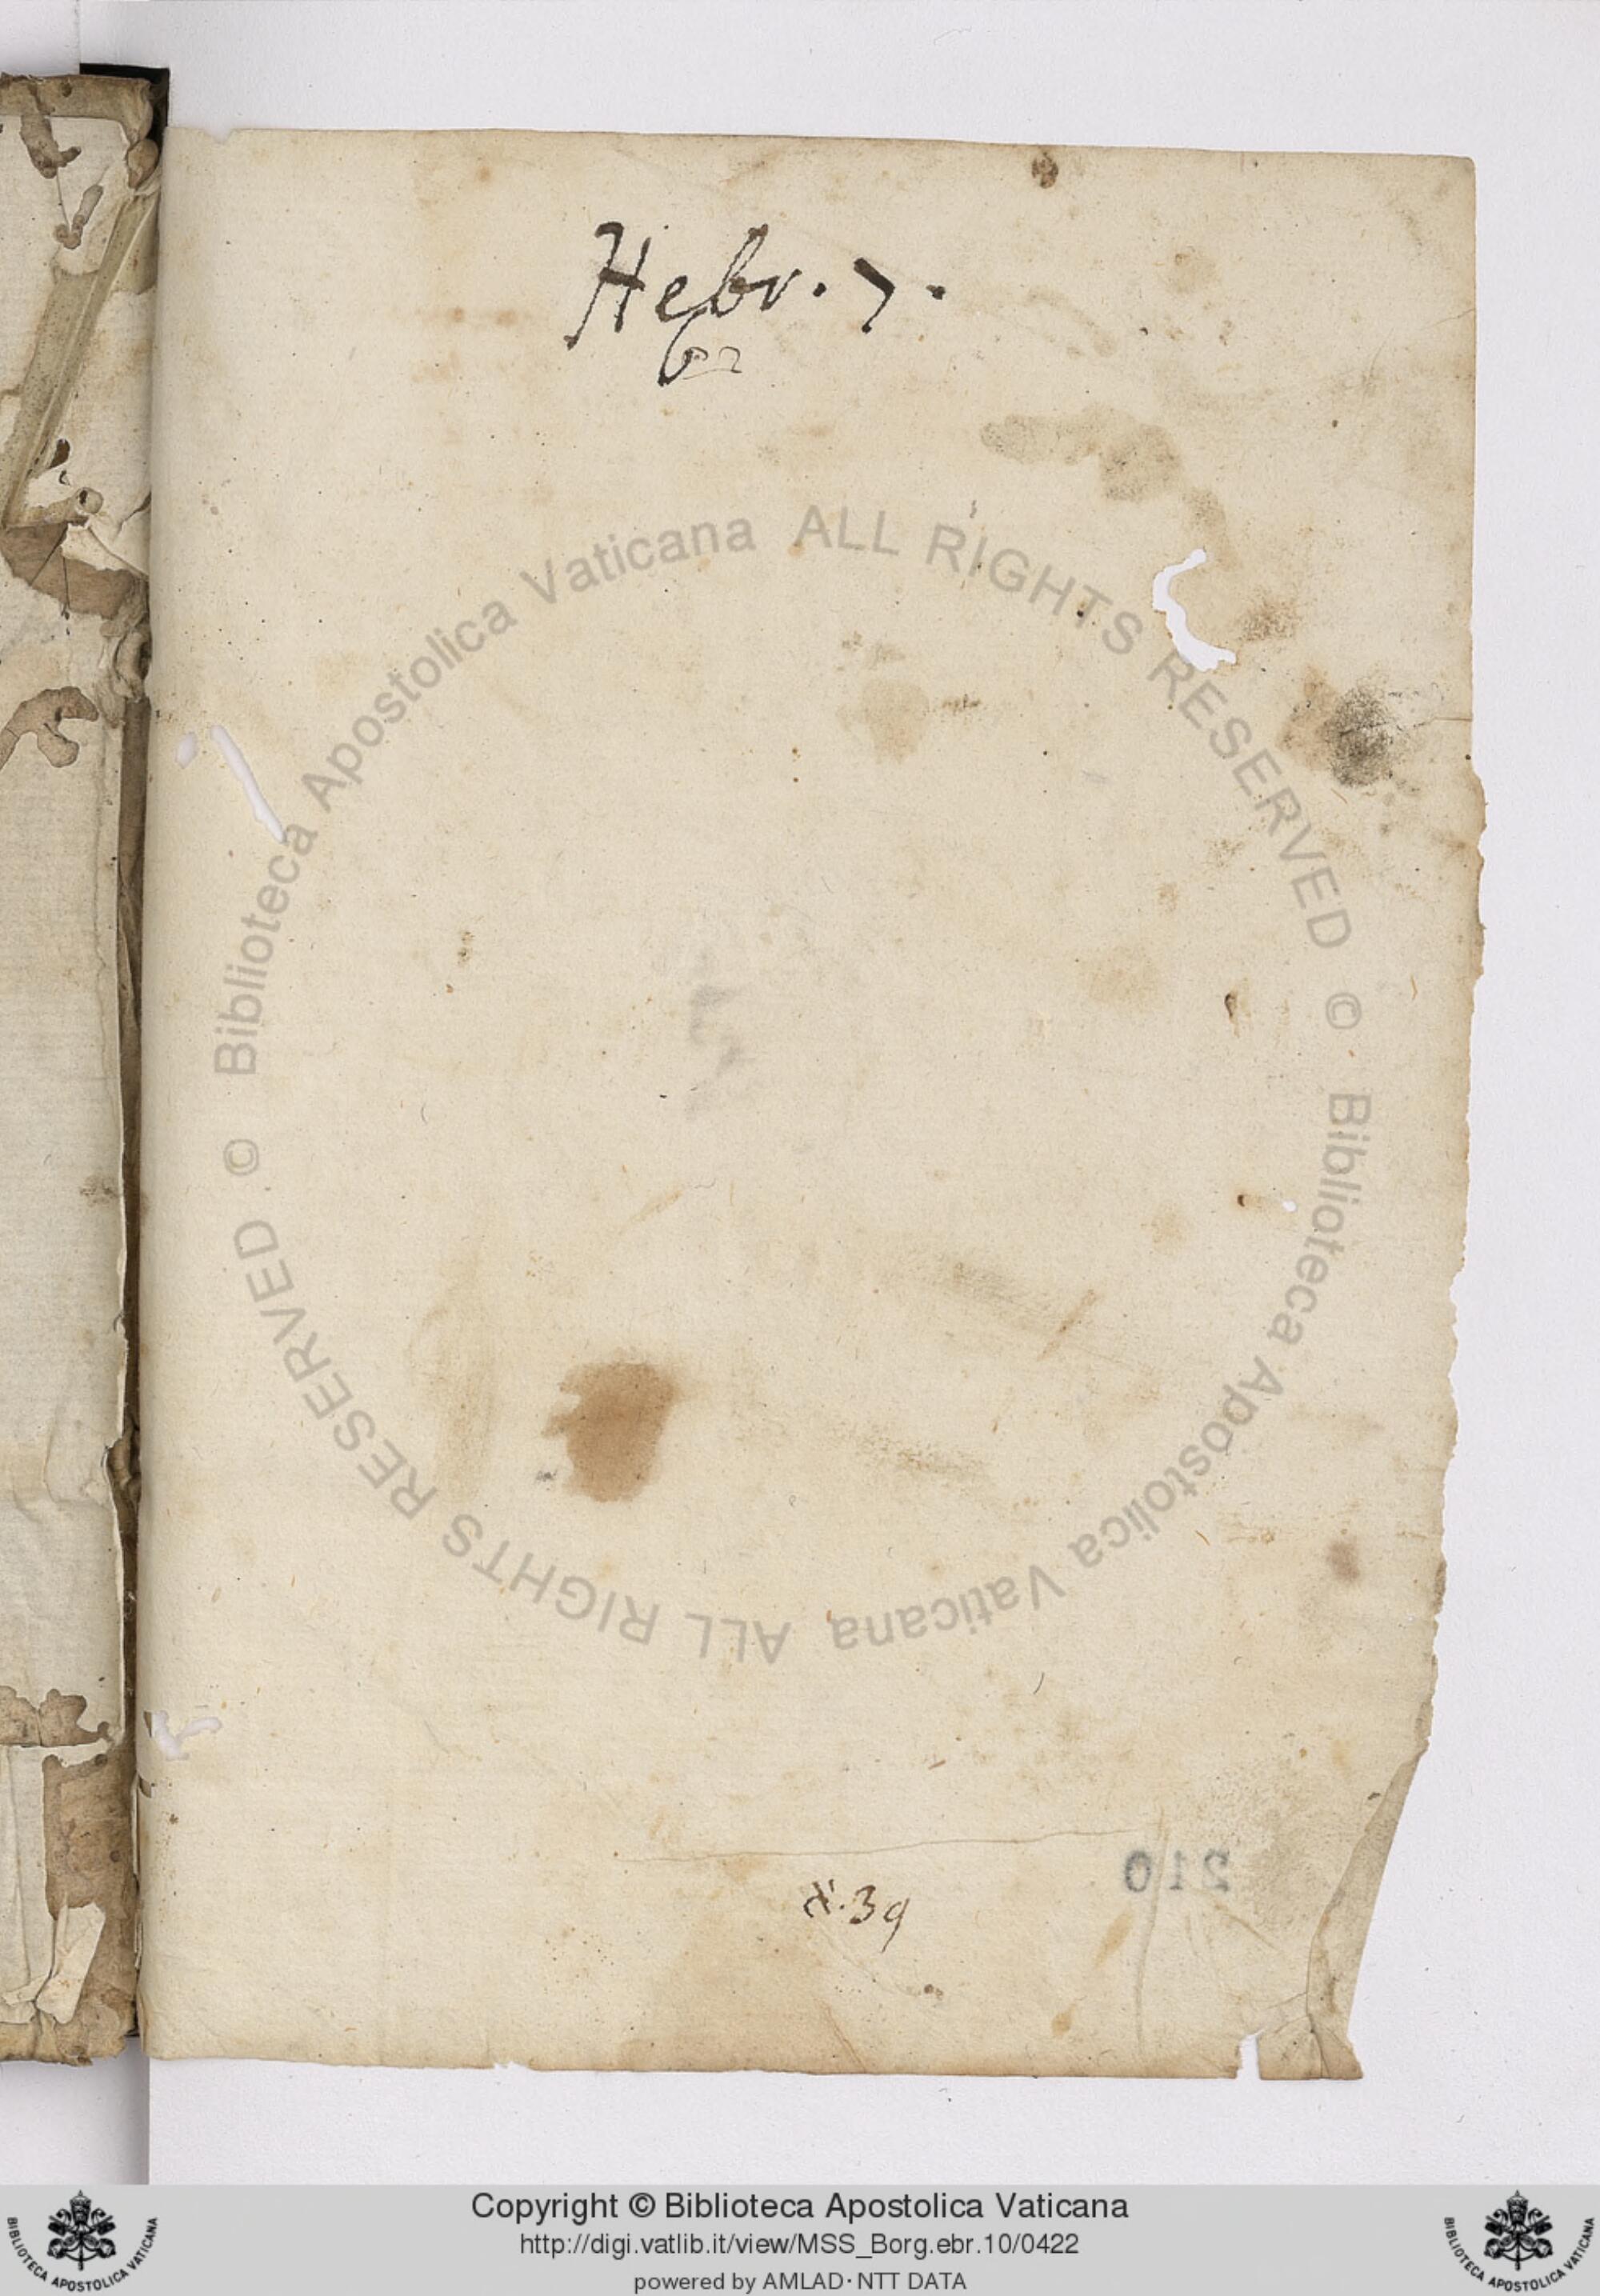 Hebr. 7.
39
210
© Biblioteca Apostolica Vaticana ALL RIGHTS RESERVED
© Biblioteca Apostolica Vaticana ALL RIGHTS RESERVED
Copyright © Biblioteca Apostolica Vaticana
http://digi.vatlib.it/view/MSS_Borg.ebr.10/0422
powered by AMLAD·NTT DATA
BIBLIOTECA APOSTOLICA VATICANA
BIBLIOTECA APOSTOLICA VATICANA